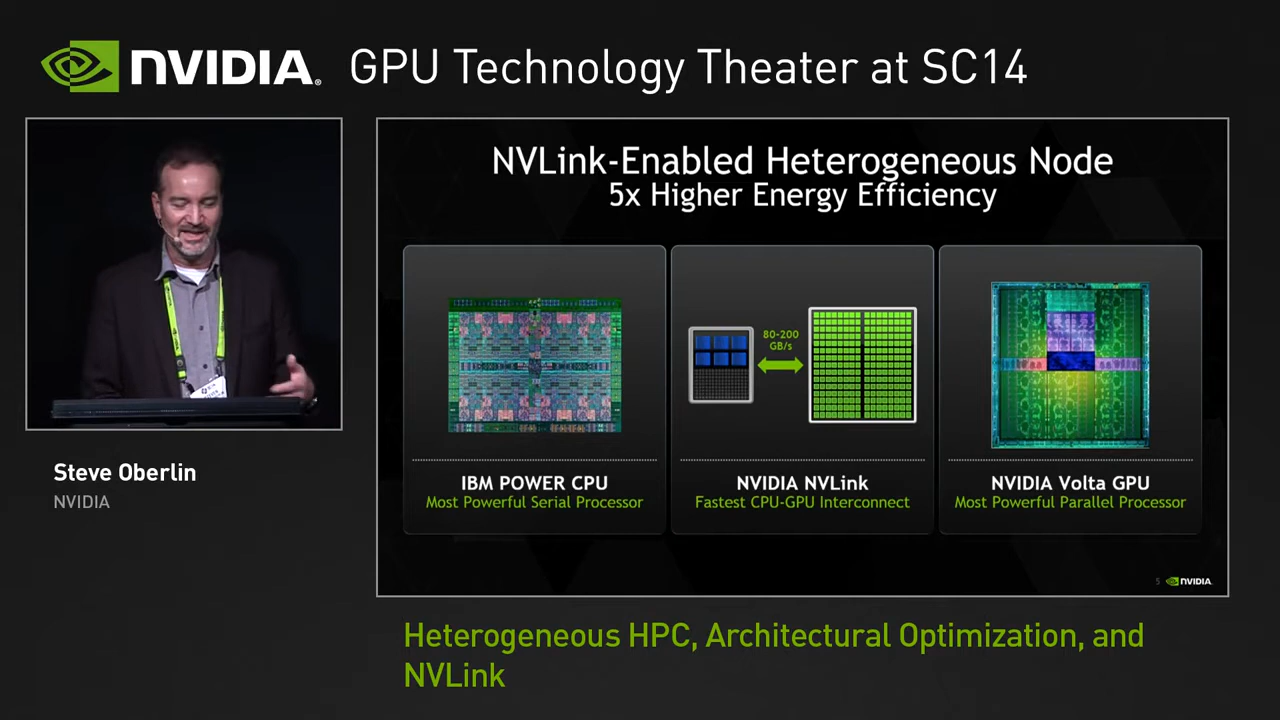 NVIDIA. GPU Technology Theater at SC14
NVLink-Enabled Heterogeneous Node
5x Higher Energy Efficiency
80-200
GB/s
IBM POWER CPU
Most Powerful Serial Processor
NVIDIA NVLink
Fastest CPU-GPU Interconnect
NVIDIA Volta GPU
Most Powerful Parallel Processor
5 NVIDIA.
Steve Oberlin
NVIDIA
Heterogeneous HPC, Architectural Optimization, and
NVLink